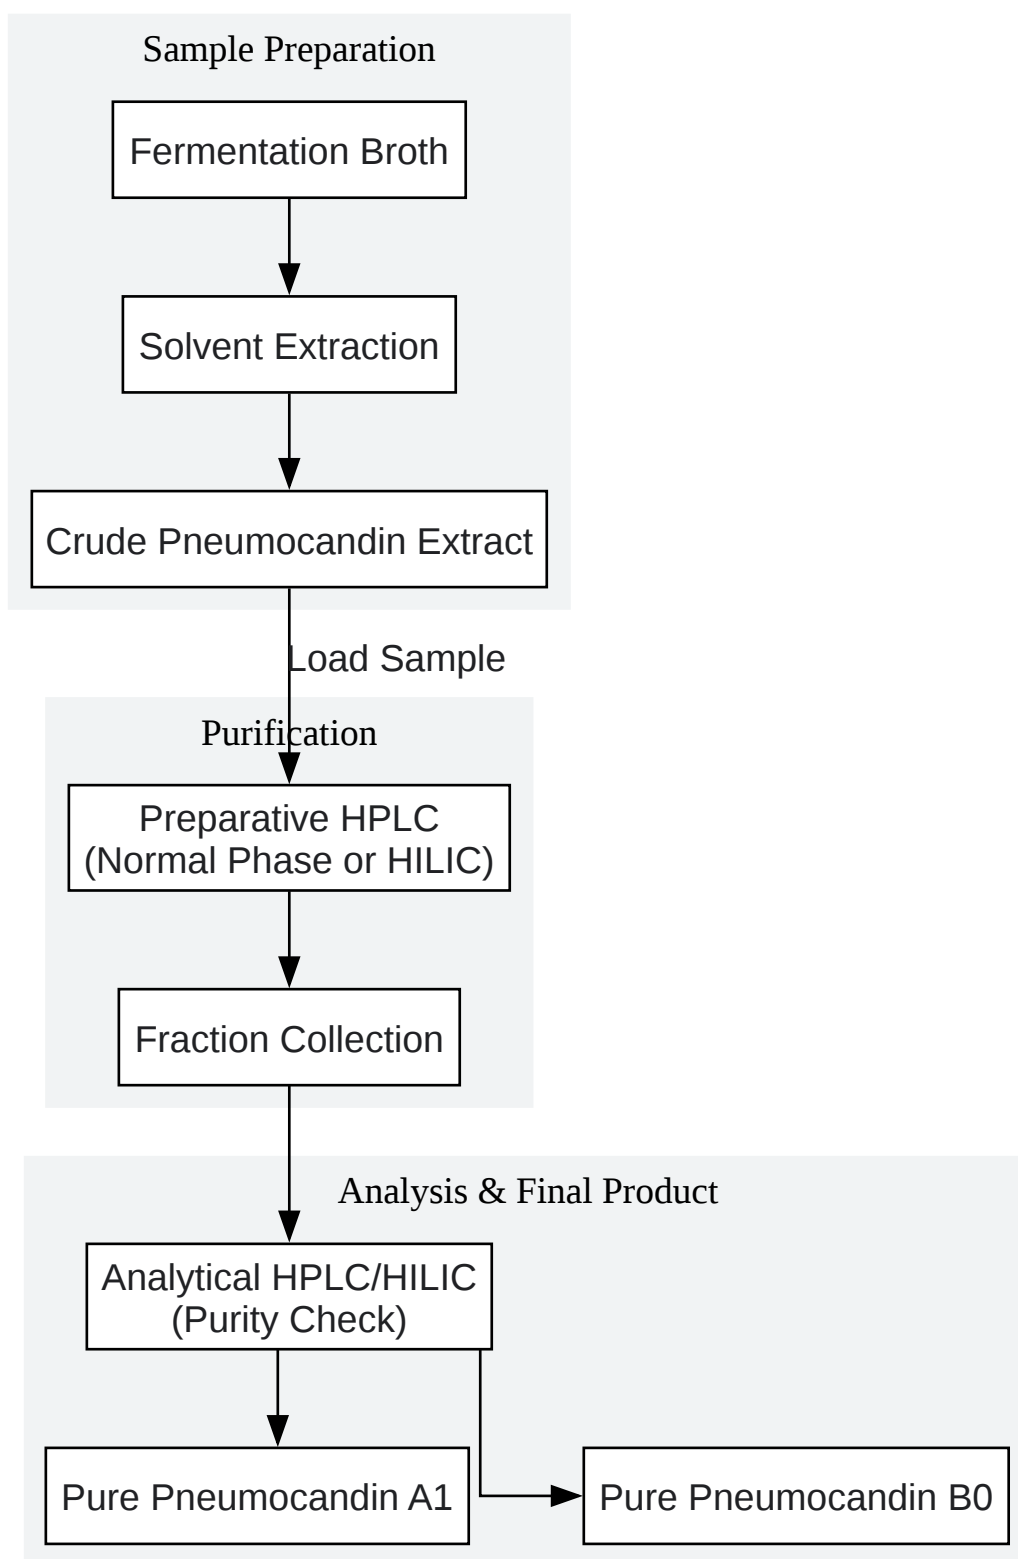 Sample Preparation
Fermentation Broth
Solvent Extraction
Crude Pneumocandin Extract
Load Sample
Purification
Preparative HPLC
(Normal Phase or HILIC)
Fraction Collection
Analysis & Final Product
Analytical HPLC/HILIC
(Purity Check)
Pure Pneumocandin A1
Pure Pneumocandin B0